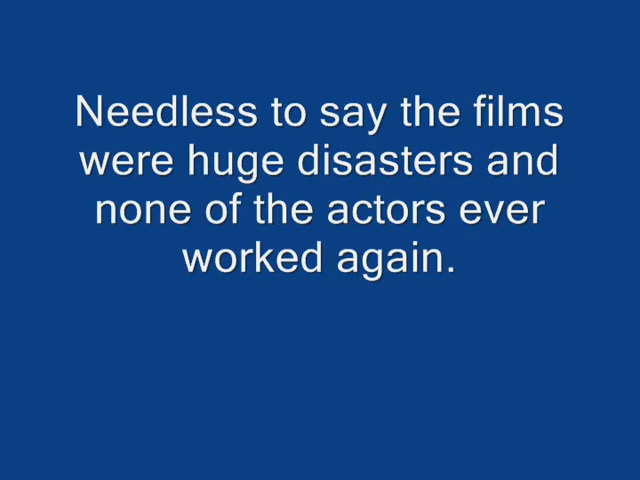 Needless to say the films
were huge disasters and
none of the actors ever
worked again.